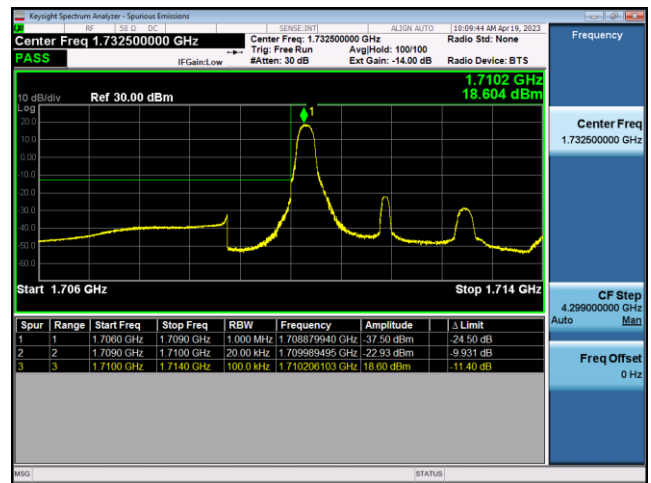 Keysight Spectrum Analyzer - Spurious Emissions
RF 50 Ω DC SENSE:INT ALIGN AUTO 10:09:44 AM Apr 19, 2023
Center Freq 1.732500000 GHz
Center Freq: 1.732500000 GHz
Radio Std: None
Trig: Free Run Avg|Hold: 100/100
PASS
IFGain:Low
#Atten: 30 dB Ext Gain: -14.00 dB Radio Device: BTS
1.7102 GHz
18.604 dBm
10 dB/div Ref 30.00 dBm
Log
20.0
10.0
0.00
-10.0
-20.0
-30.0
-40.0
-50.0
-60.0
1
Start 1.706 GHz Stop 1.714 GHz
Spur Range Start Freq Stop Freq RBW Frequency Amplitude Δ Limit
1 1 1.7060 GHz 1.7090 GHz 1.000 MHz 1.708879940 GHz -37.50 dBm -24.50 dB
2 2 1.7090 GHz 1.7100 GHz 20.00 kHz 1.709989495 GHz -22.93 dBm -9.931 dB
3 3 1.7100 GHz 1.7140 GHz 100.0 kHz 1.710206103 GHz 18.60 dBm -11.40 dB
Frequency
Center Freq
1.732500000 GHz
CF Step
4.299000000 GHz
Auto Man
Freq Offset
0 Hz
MSG STATUS